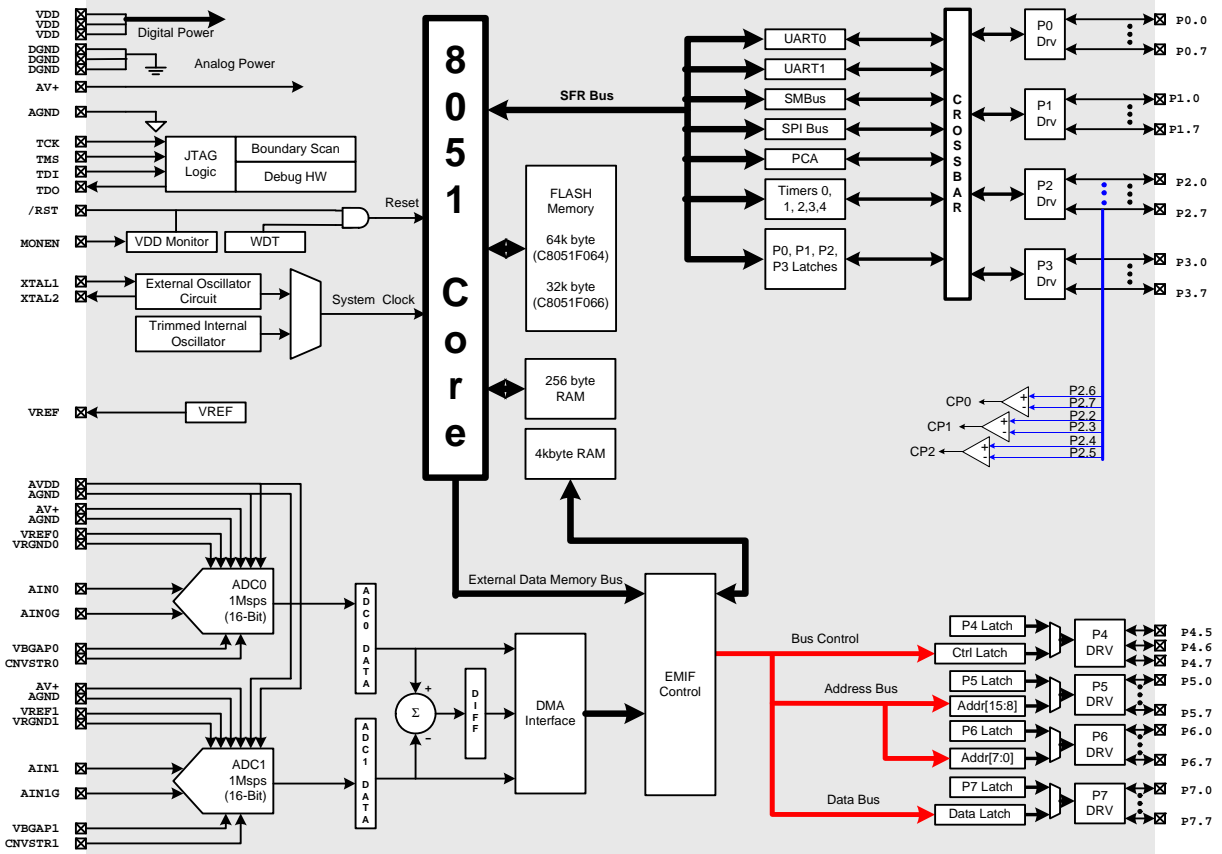 VDD
VDD
VDD
Digital Power
DGND
DGND
DGND
Analog Power
AV+
AGND
TCK
TMS
TDI
TDO
JTAG
Logic
Boundary Scan
Debug HW
/RST
Reset
MONEN
VDD Monitor
WDT
XTAL1
XTAL2
External Oscillator
Circuit
Trimmed Internal
Oscillator
System Clock
VREF
VREF
8
0
5
1
C
o
r
e
FLASH
Memory
64k byte
(C8051F064)
32k byte
(C8051F066)
256 byte
RAM
4kbyte RAM
SFR Bus
UART0
UART1
SMBus
SPI Bus
PCA
Timers 0,
1, 2,3,4
P0, P1, P2,
P3 Latches
C
R
O
S
S
B
A
R
P0
Drv
P0.0
P0.7
P1
Drv
P1.0
P1.7
P2
Drv
P2.0
P2.7
P3
Drv
P3.0
P3.7
CP0
+
-
P2.6
P2.7
CP1
+
-
P2.2
P2.3
CP2
+
-
P2.4
P2.5
AVDD
AGND
AV+
AGND
VREF0
VRGND0
AIN0
AIN0G
VBGAP0
CNVSTR0
ADC0
1Msps
(16-Bit)
AV+
AGND
VREF1
VRGND1
AIN1
AIN1G
VBGAP1
CNVSTR1
ADC1
1Msps
(16-Bit)
A
D
C
0
D
A
T
A
A
D
C
1
D
A
T
A
+
Σ
−
D
I
F
F
DMA
Interface
External Data Memory Bus
EMIF
Control
Bus Control
Address Bus
Data Bus
P4 Latch
Ctrl Latch
P4
DRV
P4.5
P4.6
P4.7
P5 Latch
Addr[15:8]
P5
DRV
P5.0
P5.7
P6 Latch
Addr[7:0]
P6
DRV
P6.0
P6.7
P7 Latch
Data Latch
P7
DRV
P7.0
P7.7